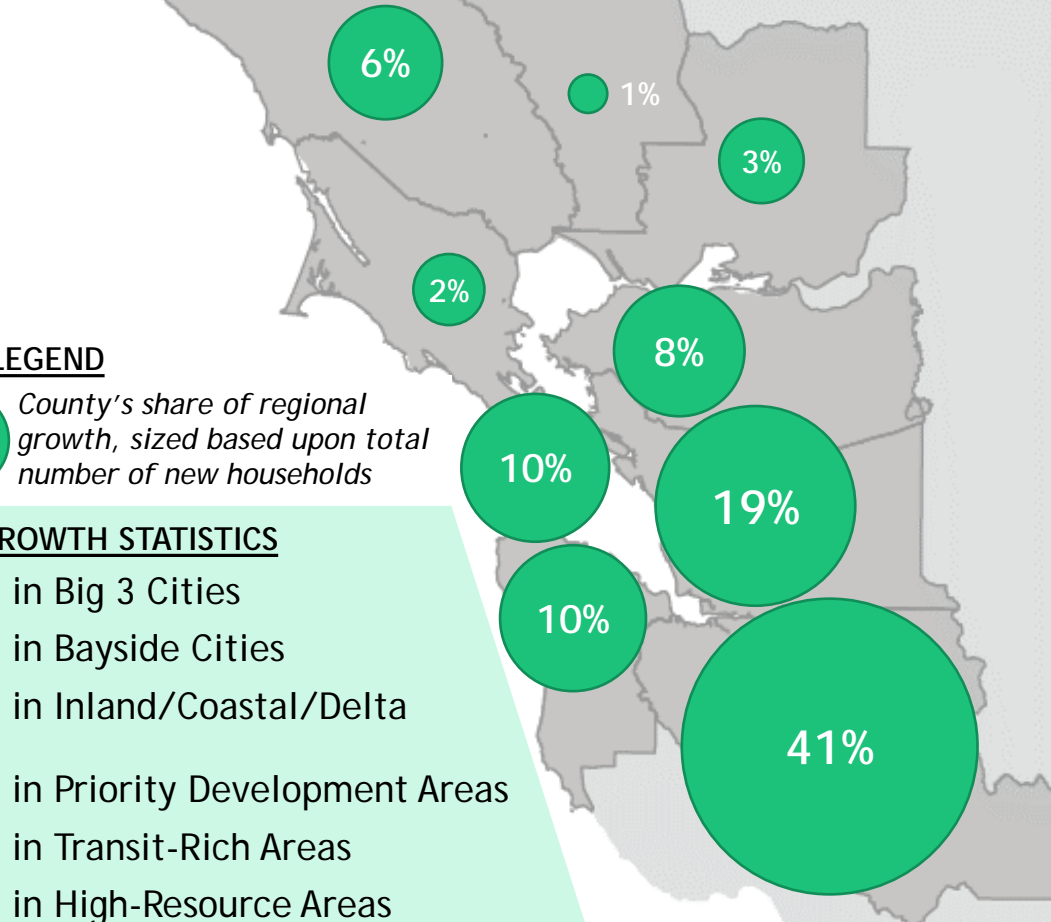 6%
1%
3%
2%
8%
10%
19%
10%
41%
LEGEND
County's share of regional
growth, sized based upon total
number of new households
ROWTH STATISTICS
in Big 3 Cities
in Bayside Cities
in Inland/Coastal/Delta
in Priority Development Areas
in Transit-Rich Areas
in High-Resource Areas